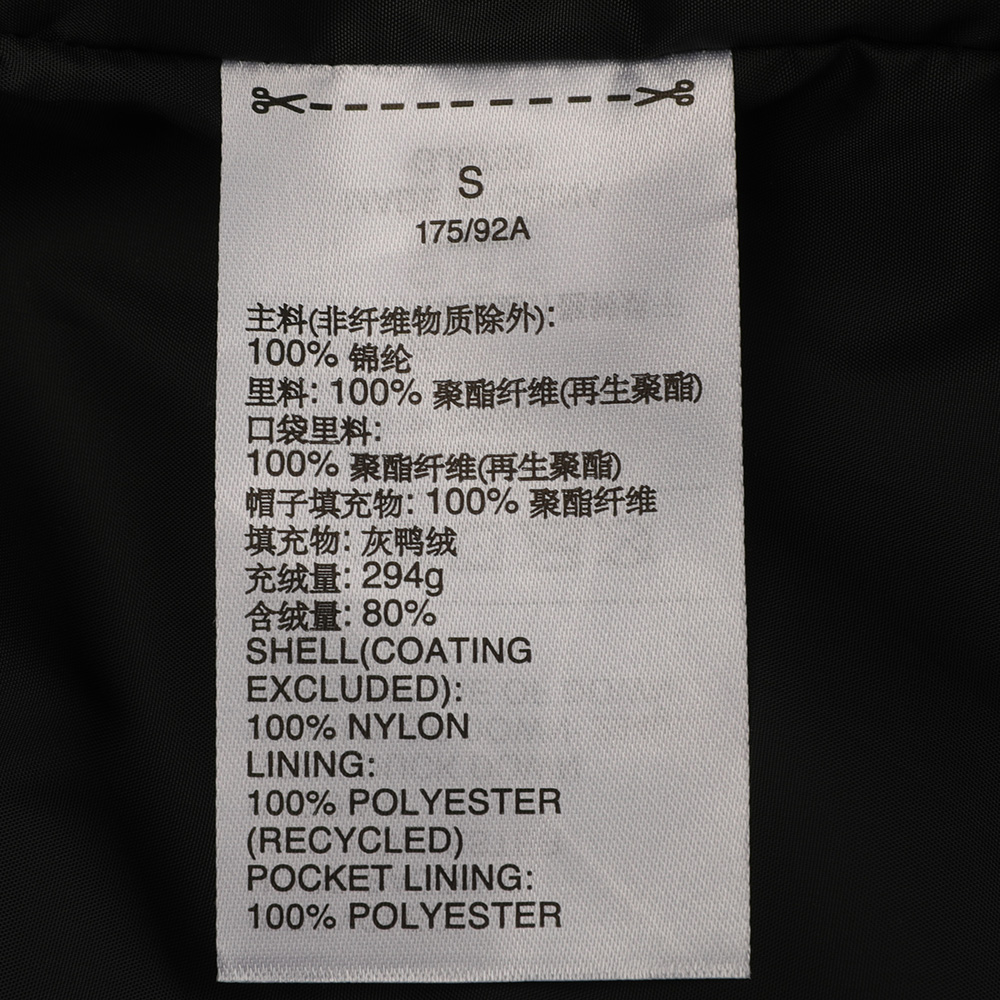 S
175/92A
主料(非纤维物质除外):
100% 锦纶
里料: 100% 聚酯纤维(再生聚酯)
口袋里料:
100% 聚酯纤维(再生聚酯)
帽子填充物: 100% 聚酯纤维
填充物: 灰鸭绒
充绒量: 294g
含绒量: 80%
SHELL(COATING
EXCLUDED):
100% NYLON
LINING:
100% POLYESTER
(RECYCLED)
POCKET LINING:
100% POLYESTER